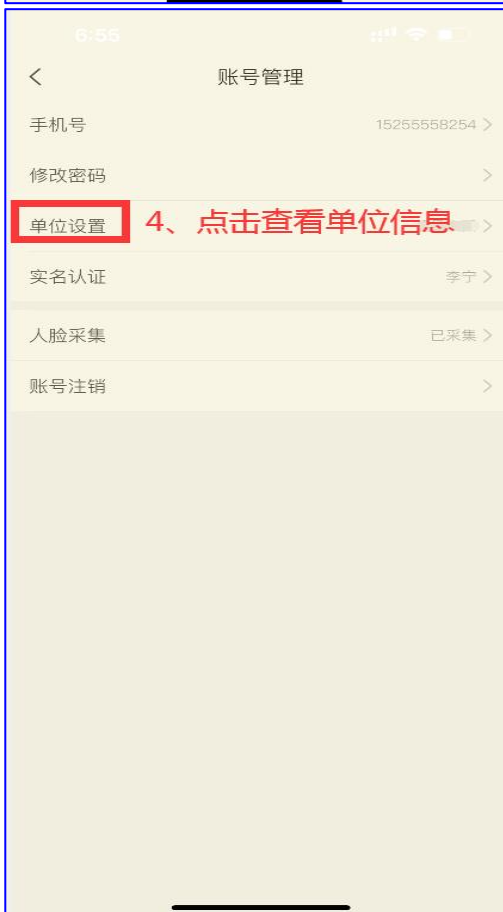 6:55
账号管理
手机号 15255558254
修改密码
单位设置 4、点击查看单位信息
实名认证 李宁
人脸采集 已采集
账号注销